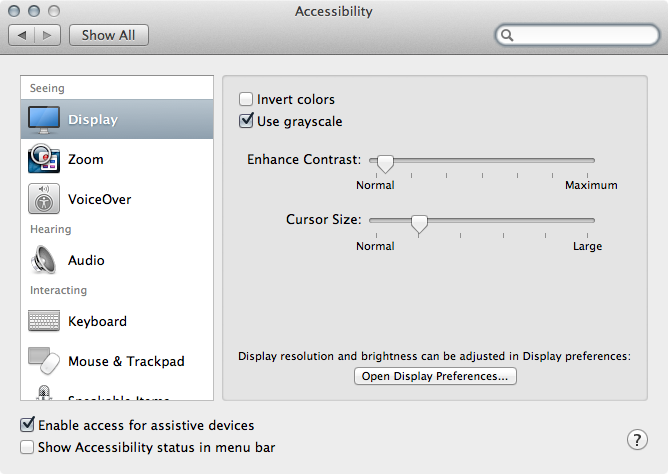 Accessibility
Show All
Seeing
Display
Zoom
VoiceOver
Hearing
Audio
Interacting
Keyboard
Mouse & Trackpad
Speakable Items
Invert colors
Use grayscale
Enhance Contrast:
Normal Maximum
Cursor Size:
Normal Large
Display resolution and brightness can be adjusted in Display preferences:
Open Display Preferences...
Enable access for assistive devices
Show Accessibility status in menu bar
?